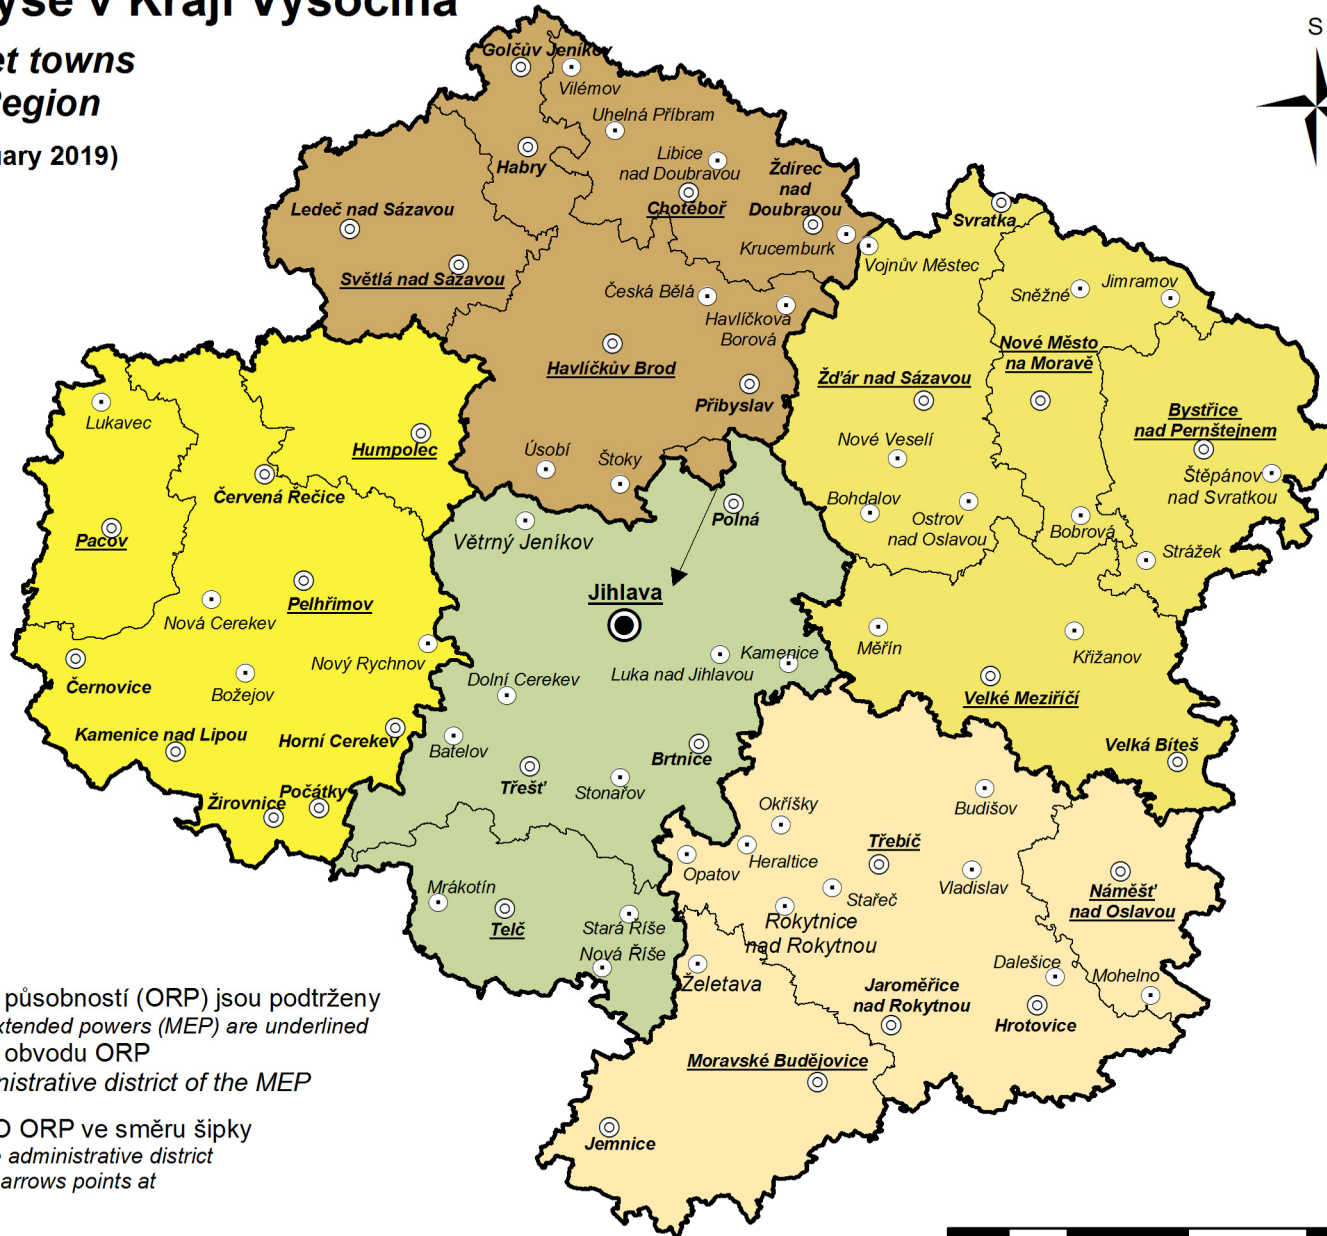 v Kraji Vysočina
towns
Region
2019)
S
Golčův Jeníkov
Vilémov
Uhelná Příbram
Habry
Libice
nad Doubravou
Chotěboř
Ždírec
nad
Doubravou
Krucemburk
Ledeč nad Sázavou
Světlá nad Sázavou
Svratka
Vojnův Městec
Sněžné
Jimramov
Česká Bělá
Havlíčkova
Borová
Havlíčkův Brod
Přibyslav
Nové Město
na Moravě
Žďár nad Sázavou
Bystřice
nad Pernštejnem
Lukavec
Humpolec
Úsobí
Štoky
Nové Veselí
Štěpánov
nad Svratkou
Červená Řečice
Bohdalov
Ostrov
nad Oslavou
Bobrová
Pacov
Větrný Jeníkov
Polná
Strážek
Pelhřimov
Jihlava
Nová Cerekev
Nový Rychnov
Měřín
Křižanov
Černovice
Božejov
Dolní Cerekev
Luka nad Jihlavou
Kamenice
Velké Meziříčí
Kamenice nad Lipou
Horní Cerekev
Batelov
Brtnice
Velká Bíteš
Žirovnice
Počátky
Třešť
Stonařov
Okříšky
Budišov
Třebíč
Heraltice
Opatov
Stařeč
Vladislav
Náměšť
nad Oslavou
Mrákotín
Telč
Stará Říše
Nová Říše
Rokytnice
nad Rokytnou
Želetava
Dalešice
Mohelno
Jaroměřice
nad Rokytnou
Hrotovice
Moravské Budějovice
Jemnice
působností (ORP) jsou podtrženy
extended powers (MEP) are underlined
obvodu ORP
administrative district of the MEP
ORP ve směru šipky
administrative district
arrows points at